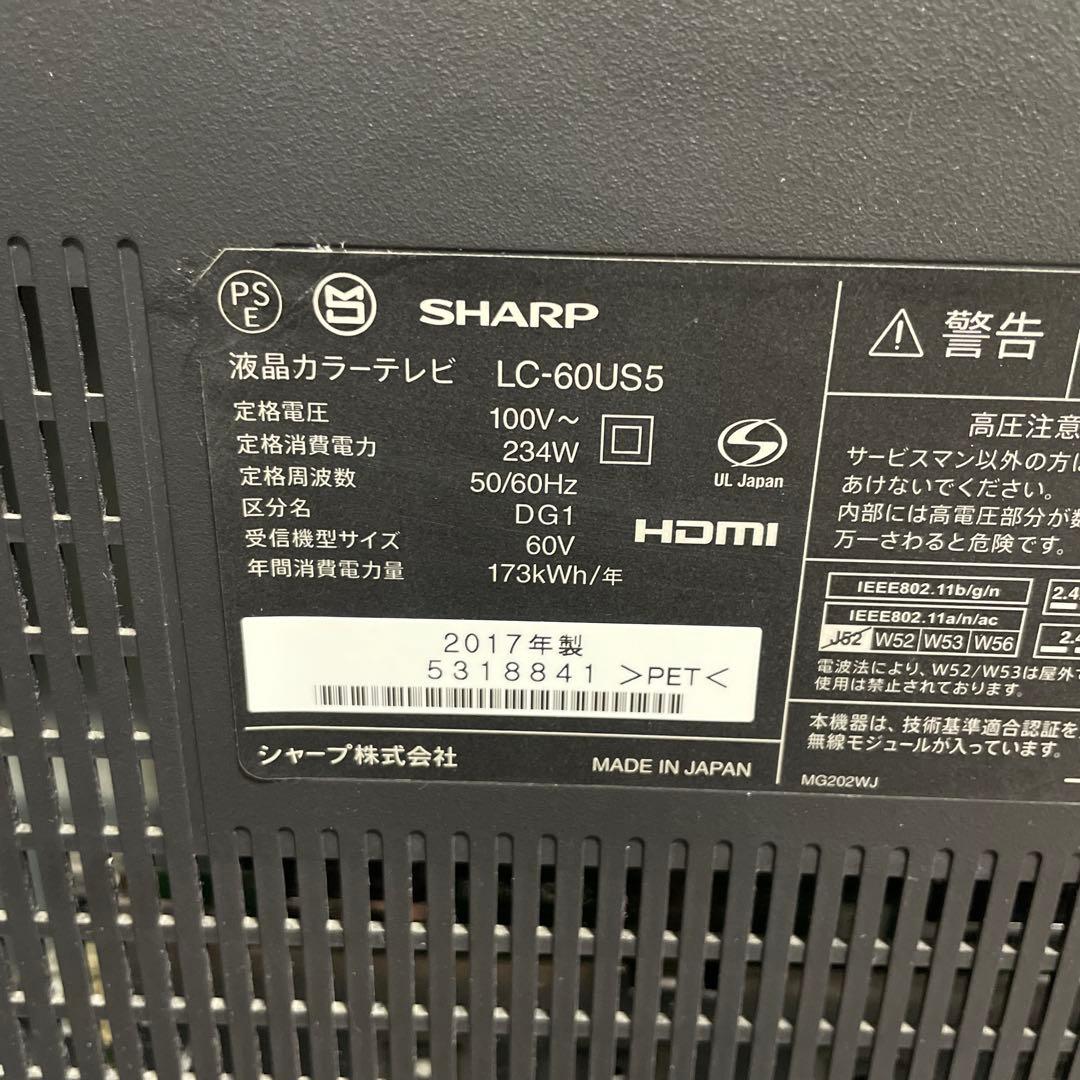 PS
E
SHARP
液晶カラーテレビ LC-60US5
定格電圧 100V～
定格消費電力 234W
定格周波数 50/60Hz
区分名 DG1
受信機型サイズ 60V
年間消費電力量 173kWh/年
UL Japan
HDMI
2017年製
5318841 >PET<
シャープ株式会社
MADE IN JAPAN
警告
高圧注意
サービスマン以外の方に
あけないでください。
内部には高電圧部分が数
万一さわると危険です。
IEEE802.11b/g/n
2.4
IEEE802.11a/n/ac
J52 W52 W53 W56
2.4
電波法により、W52/W53は屋外
使用は禁止されております。
本機器は、技術基準適合認証を
無線モジュールが入っています。
MG202WJ